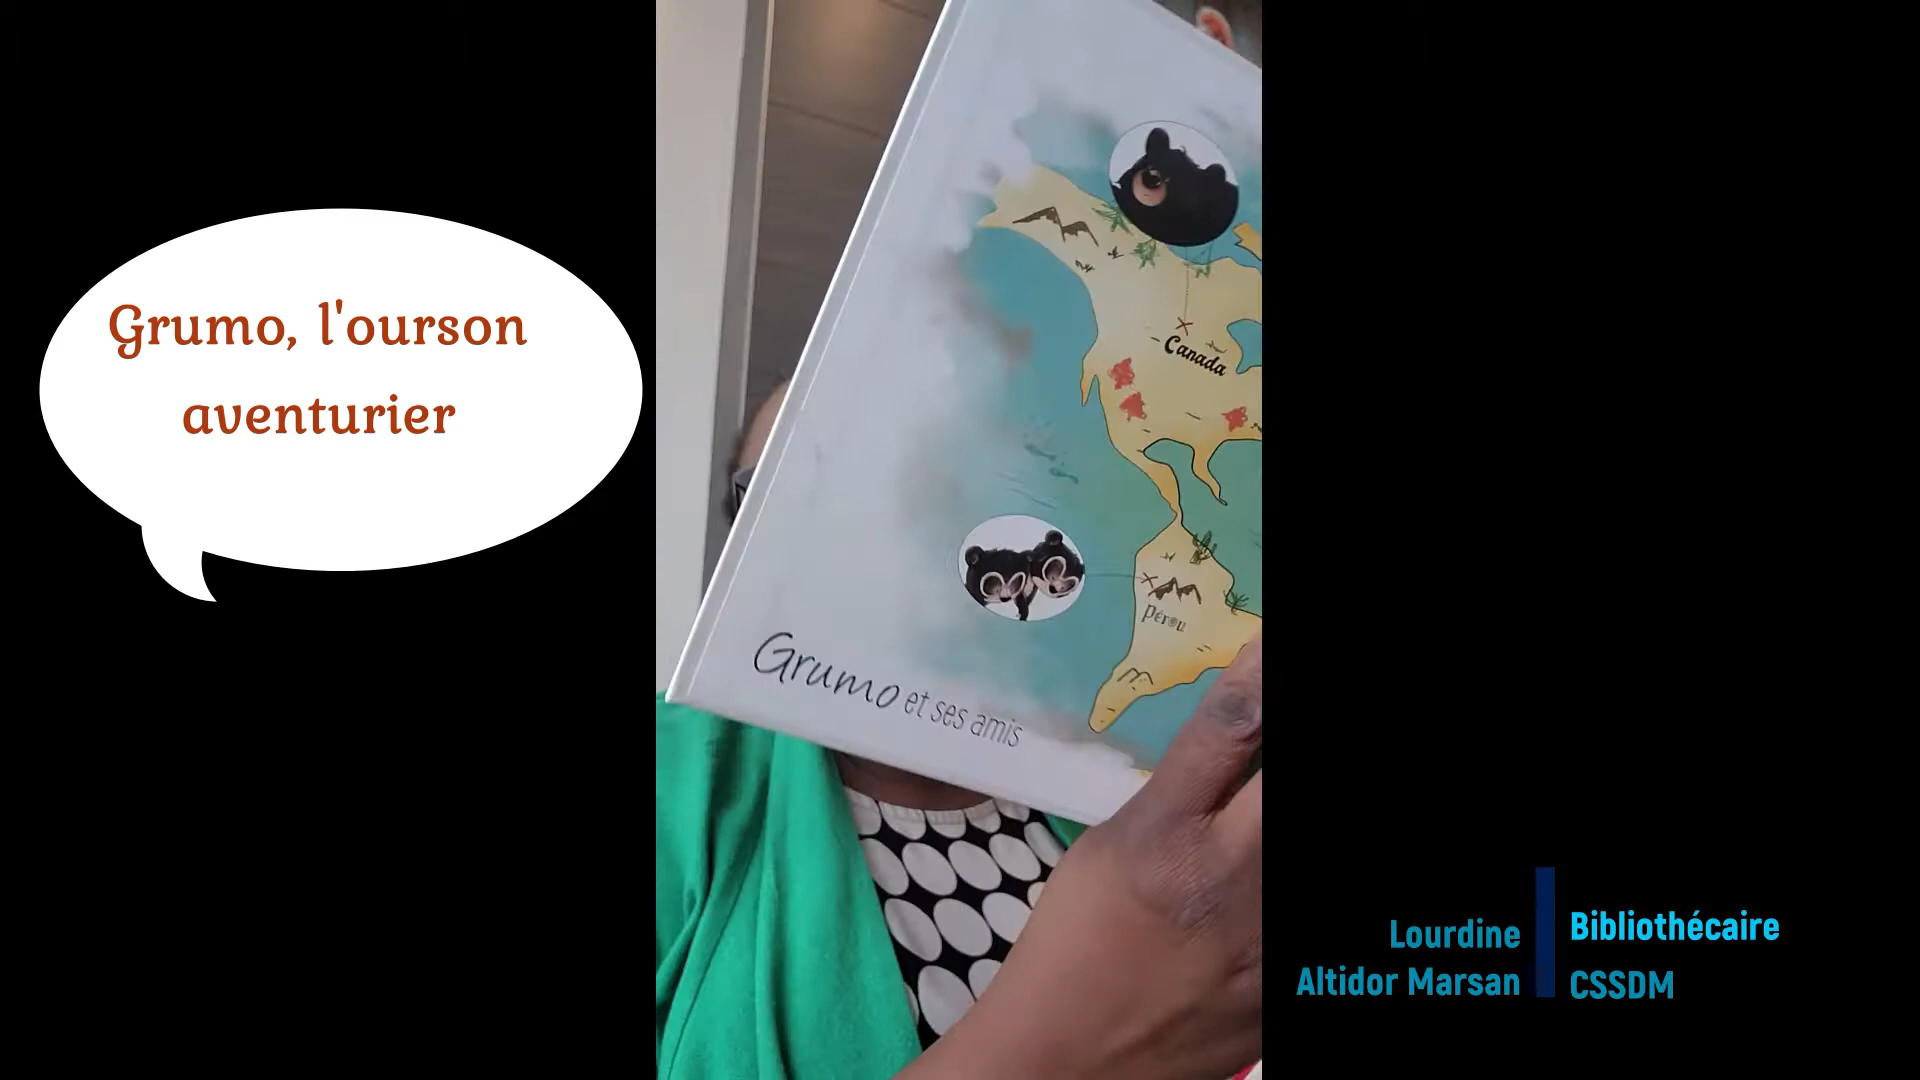 Grumo, l'ourson
aventurier
Canada
Pérou
Grumo et ses amis
Lourdine
Altidor Marsan
Bibliothécaire
CSSDM